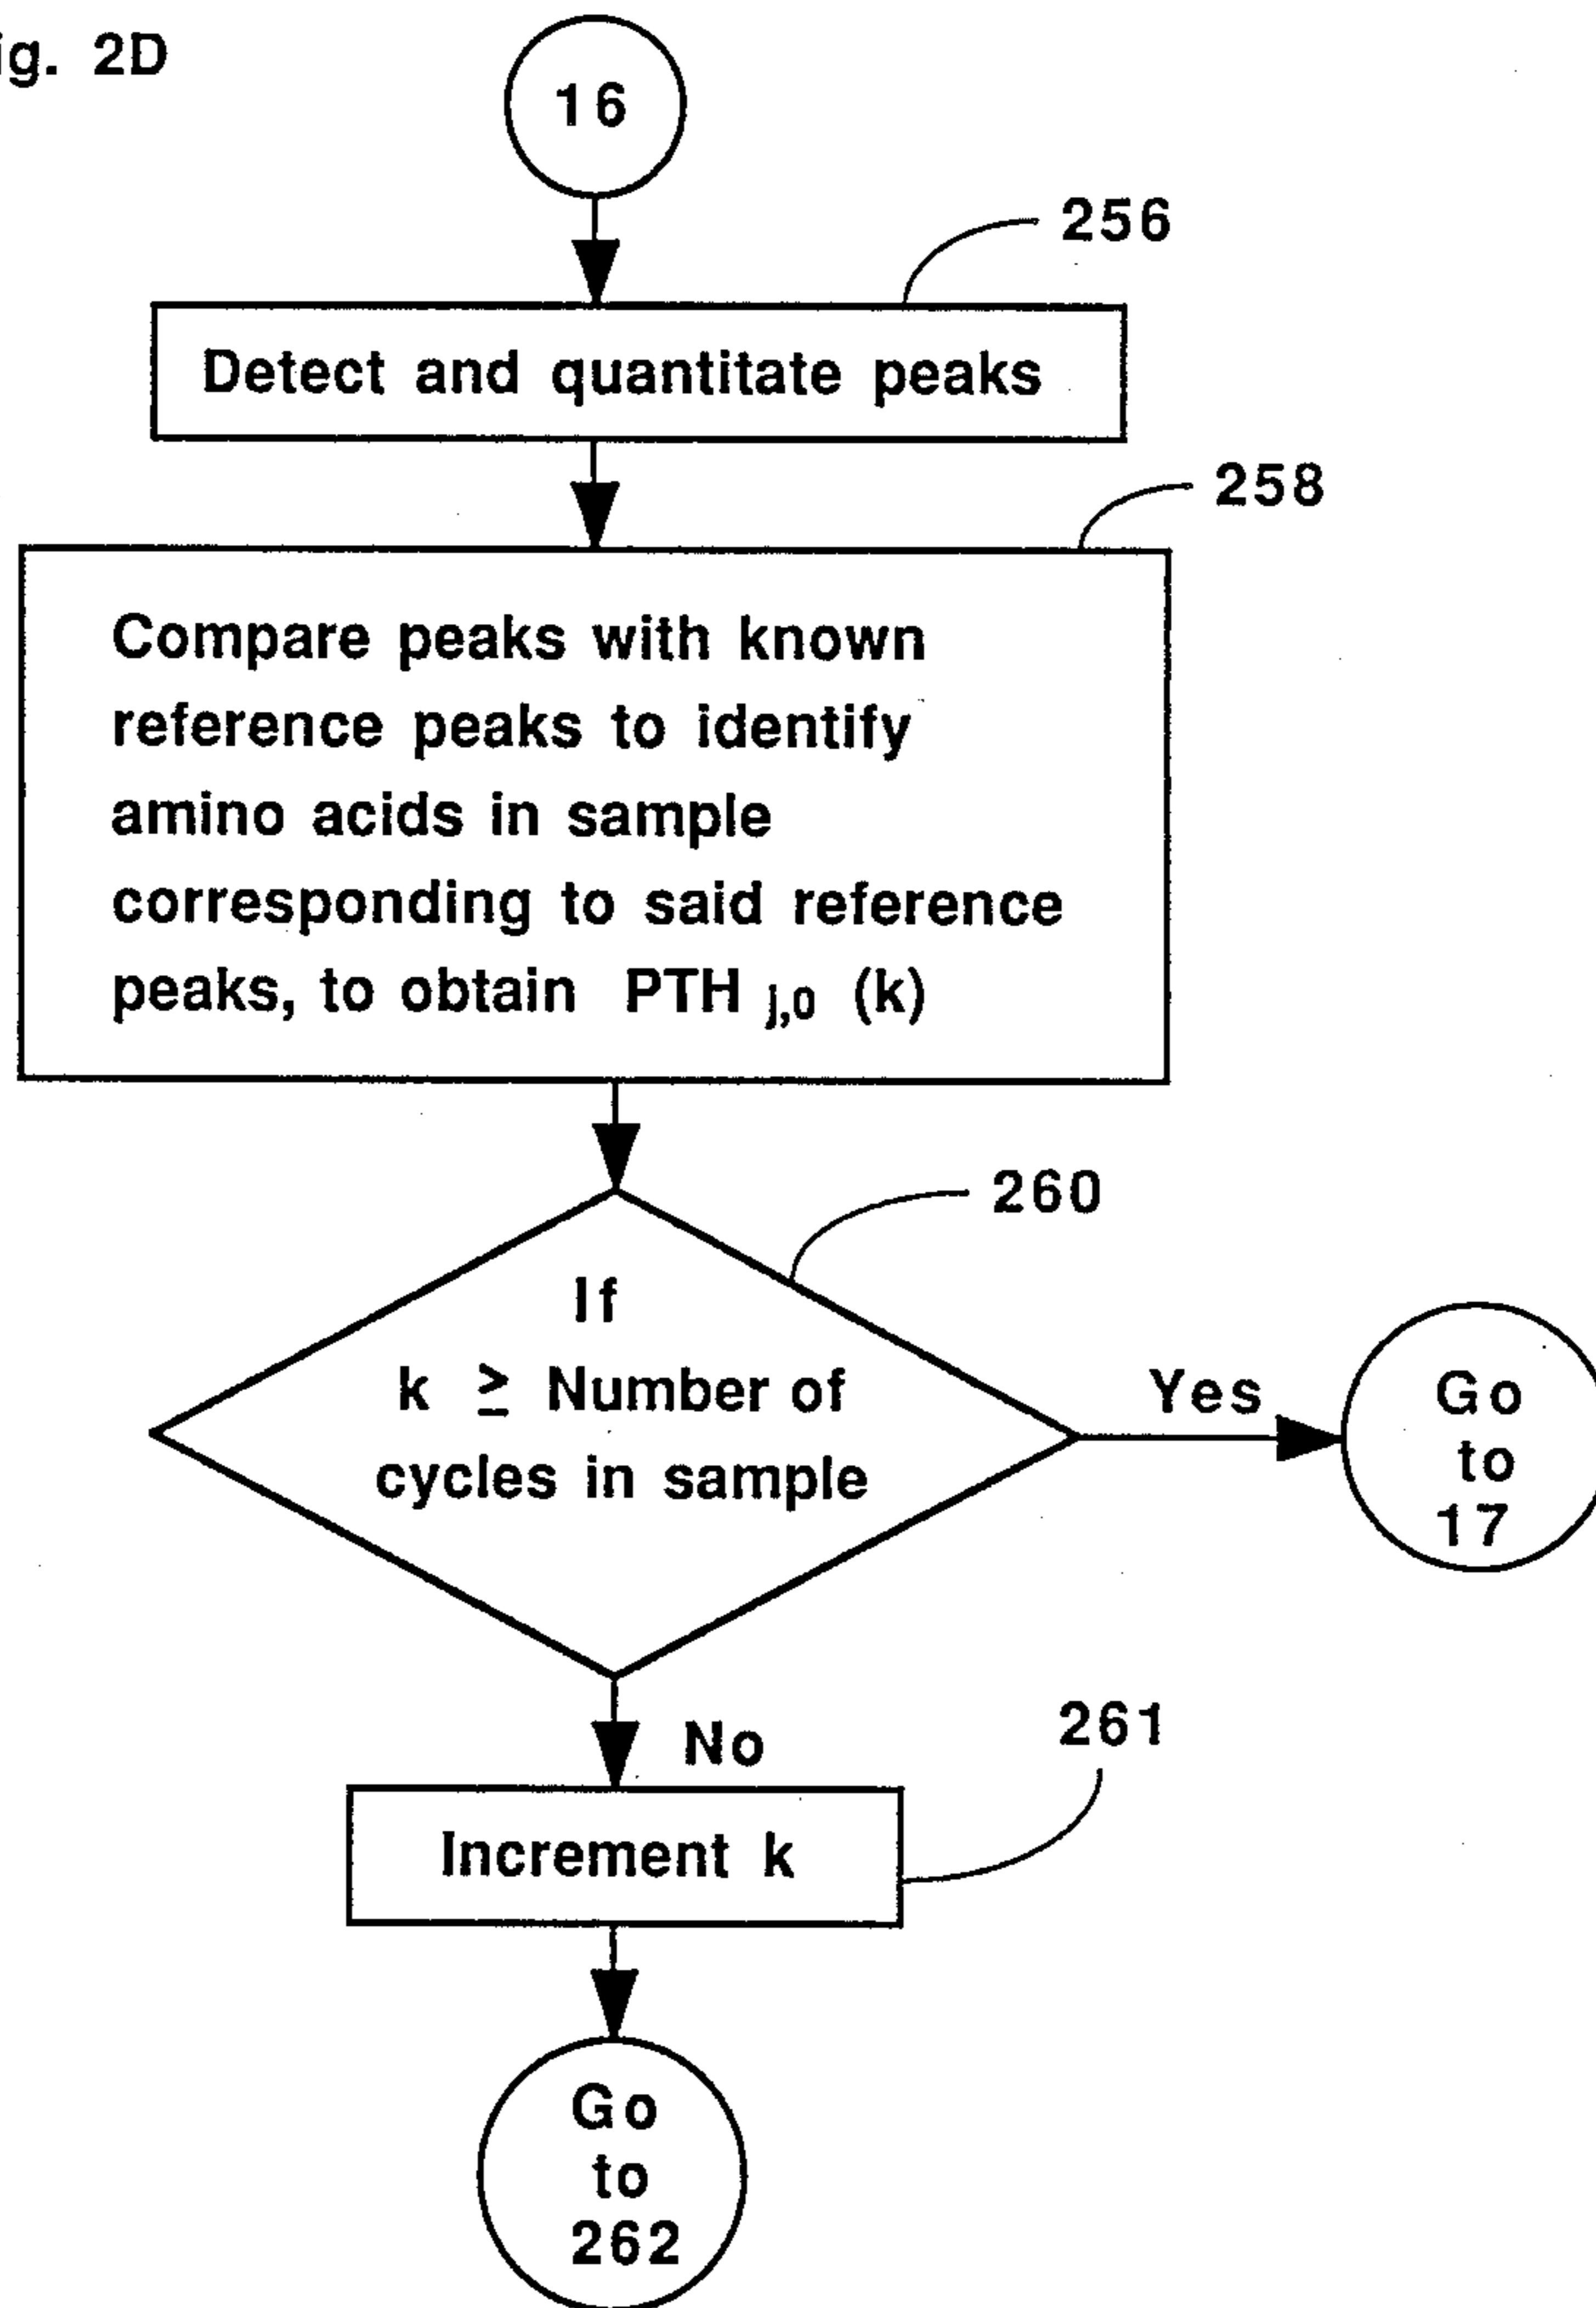 ig. 2D
16
256
Detect and quantitate peaks
258
Compare peaks with known
reference peaks to identify
amino acids in sample
corresponding to said reference
peaks, to obtain PTH j,0 (k)
260
If
k ≥ Number of
cycles in sample
Yes
Go
to
17
No
261
Increment k
Go
to
262